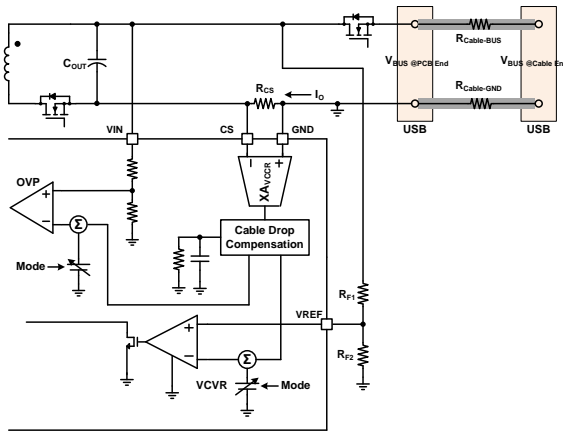 COUT
RCS
IO
RCable-BUS
VBUS @PCB End
VBUS @Cable En
RCable-GND
USB
USB
VIN
CS
GND
OVP
+
−
Σ
− +
XAVCCR
Cable Drop
Compensation
Mode
RF1
VREF
+
−
Σ
RF2
VCVR
Mode